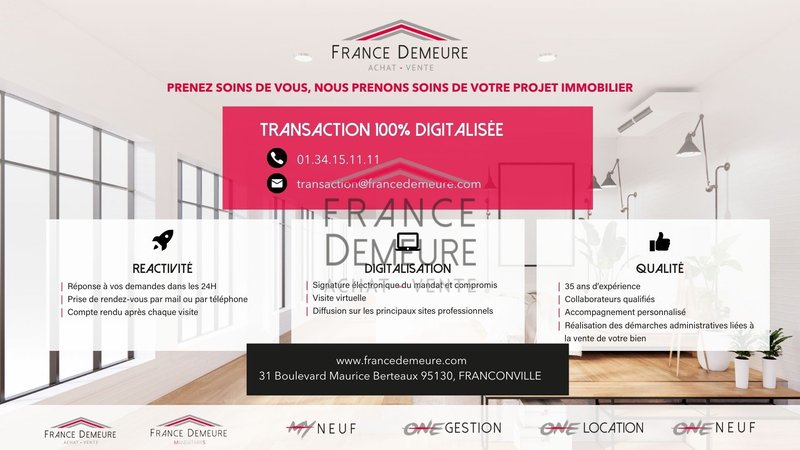 FRANCE DEMEURE
ACHAT • VENTE
PRENEZ SOINS DE VOUS, NOUS PRENONS SOINS DE VOTRE PROJET IMMOBILIER
TRANSACTION 100% DIGITALISÉE
01.34.15.11.11
transaction@francedemeure.com
FRANCE
DEMEURE
ACHAT • VENTE
REACTIVITÉ
Réponse à vos demandes dans les 24H
Prise de rendez-vous par mail ou par téléphone
Compte rendu après chaque visite
DIGITALISATION
Signature électronique du mandat et compromis
Visite virtuelle
Diffusion sur les principaux sites professionnels
QUALITÉ
35 ans d'expérience
Collaborateurs qualifiés
Accompagnement personnalisé
Réalisation des démarches administratives liées à
la vente de votre bien
www.francedemeure.com
31 Boulevard Maurice Berteaux 95130, FRANCONVILLE
FRANCE DEMEURE
ACHAT • VENTE
FRANCE DEMEURE
MY NEUF
ONE GESTION
ONE LOCATION
ONE NEUF